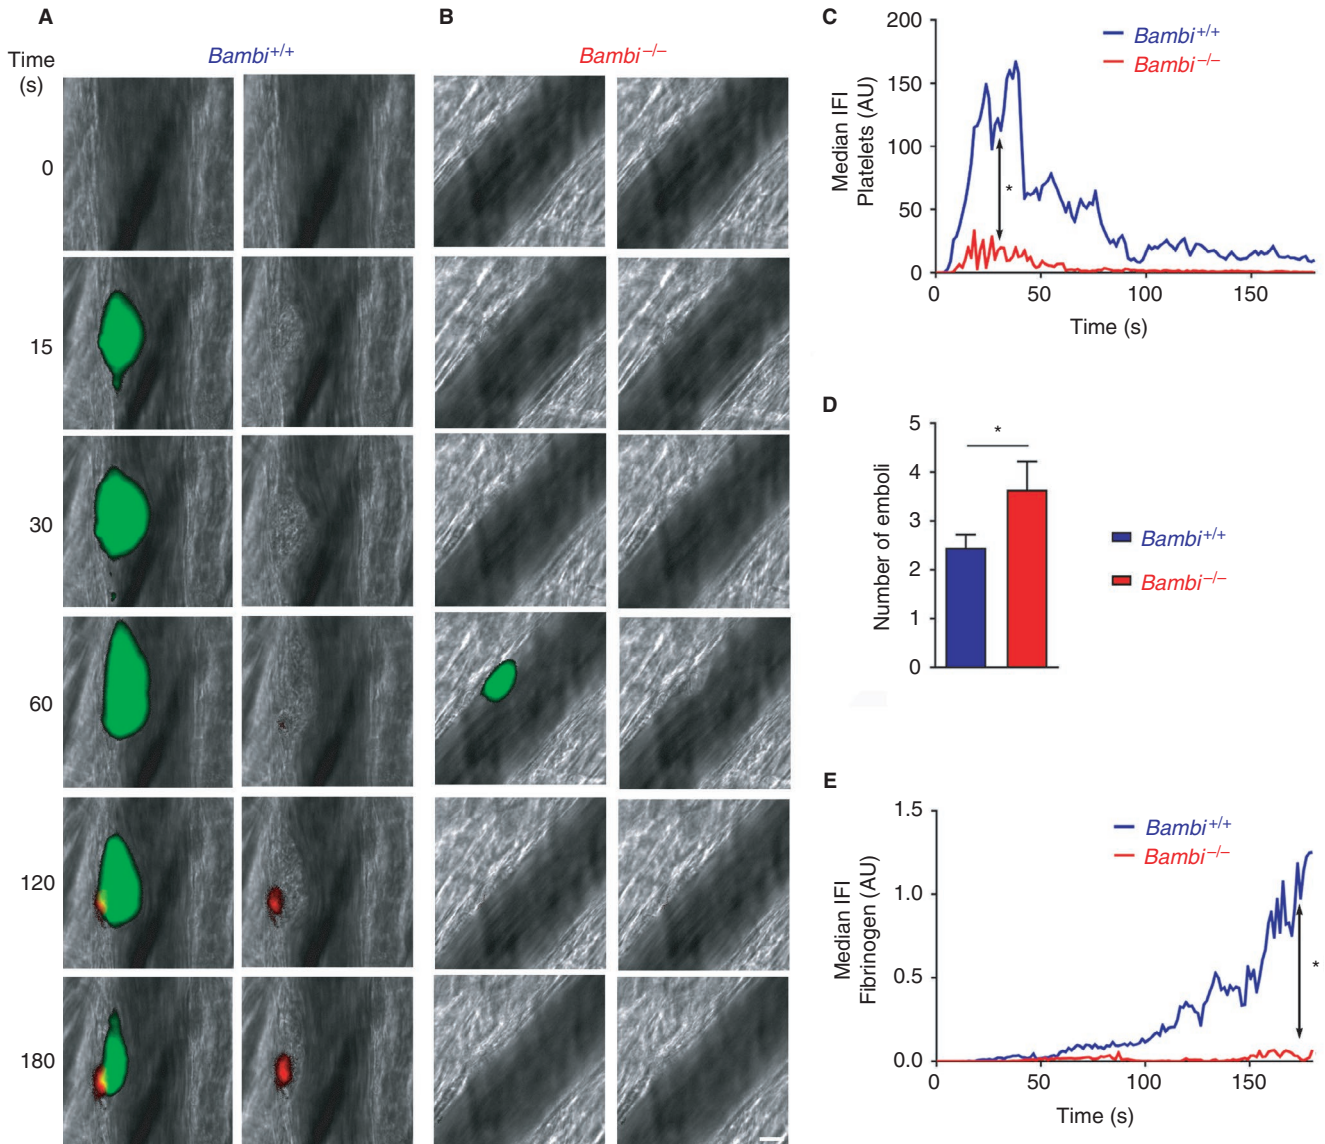 A
B
Time
(s)
Bambi+/+
Bambi–/–
0
15
30
60
120
180
C
200
150
100
50
0
Median IFI
Platelets (AU)
Bambi+/+
Bambi–/–
*
0
50
100
150
Time (s)
D
5
4
3
2
1
0
Number of emboli
*
Bambi+/+
Bambi–/–
E
1.5
1.0
0.5
0.0
Median IFI
Fibrinogen (AU)
Bambi+/+
Bambi–/–
*
0
50
100
150
Time (s)